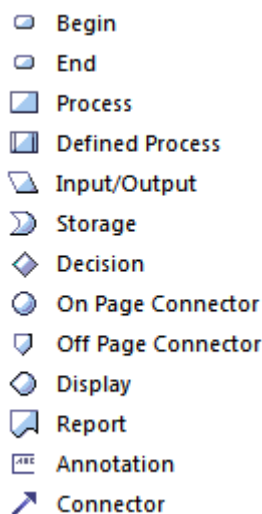 Begin
End
Process
Defined Process
Input/Output
Storage
Decision
On Page Connector
Off Page Connector
Display
Report
ABC Annotation
Connector